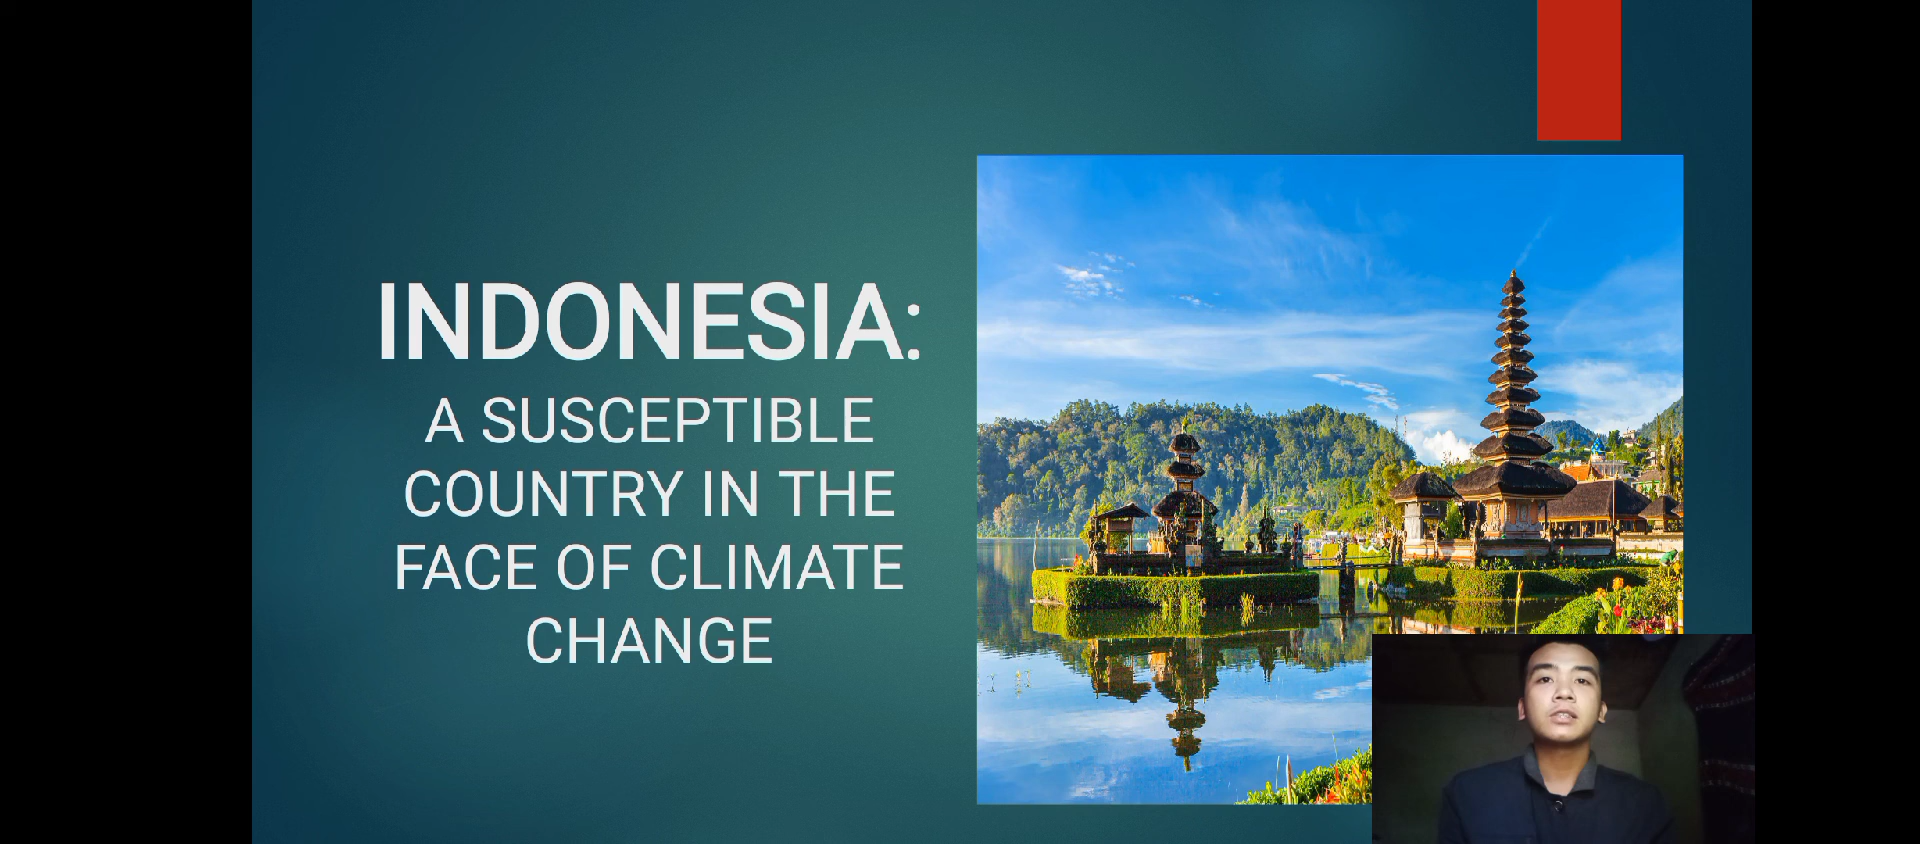 INDONESIA:
A SUSCEPTIBLE
COUNTRY IN THE
FACE OF CLIMATE
CHANGE